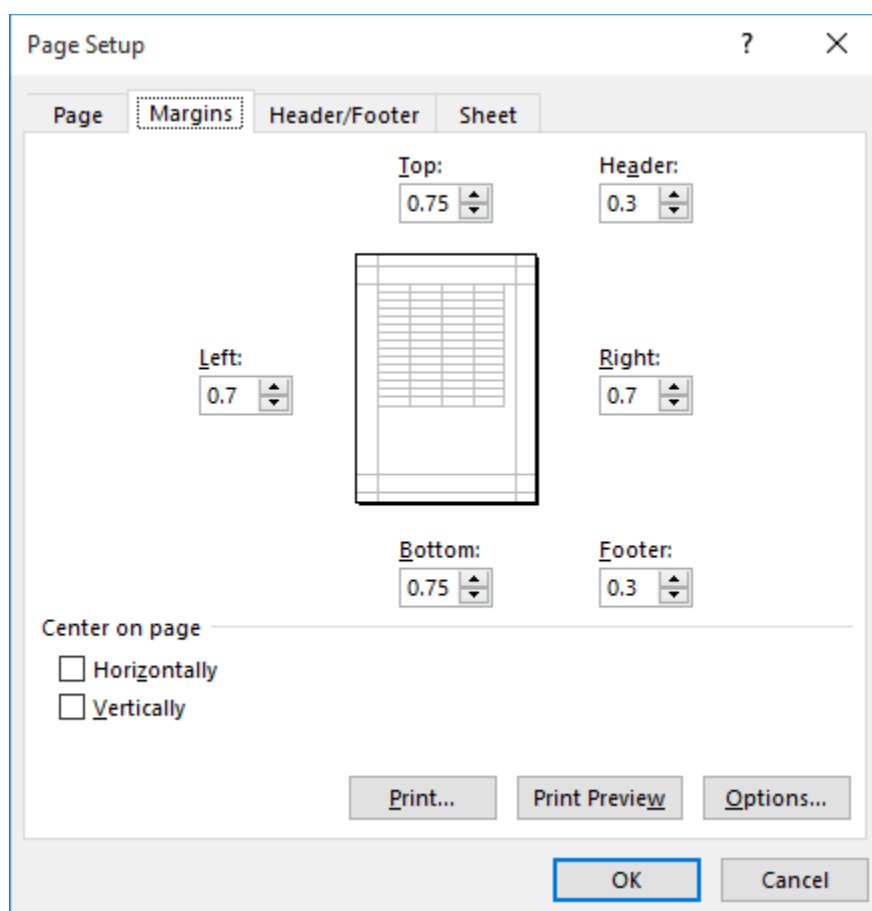 Page Setup ?
Page Margins Header/Footer Sheet
Top: Header:
0.75 0.3
Left: Right:
0.7 0.7
Bottom: Footer:
0.75 0.3
Center on page
Horizontally
Vertically
Print... Print Preview Options...
OK Cancel